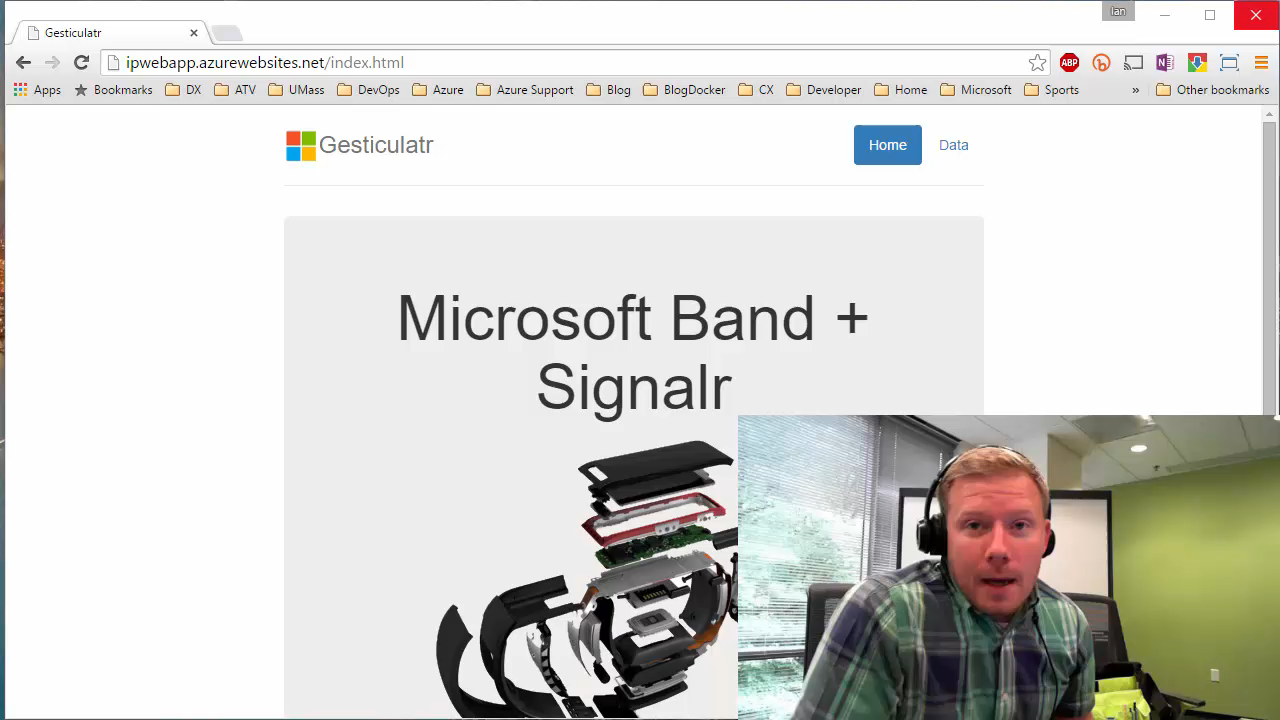 Ian
Gesticulatr
ipwebapp.azurewebsites.net/index.html
ABP
Apps Bookmarks DX ATV UMass DevOps Azure Azure Support Blog BlogDocker CX Developer Home Microsoft Sports » Other bookmarks
Gesticulatr Home Data
Microsoft Band +
Signalr